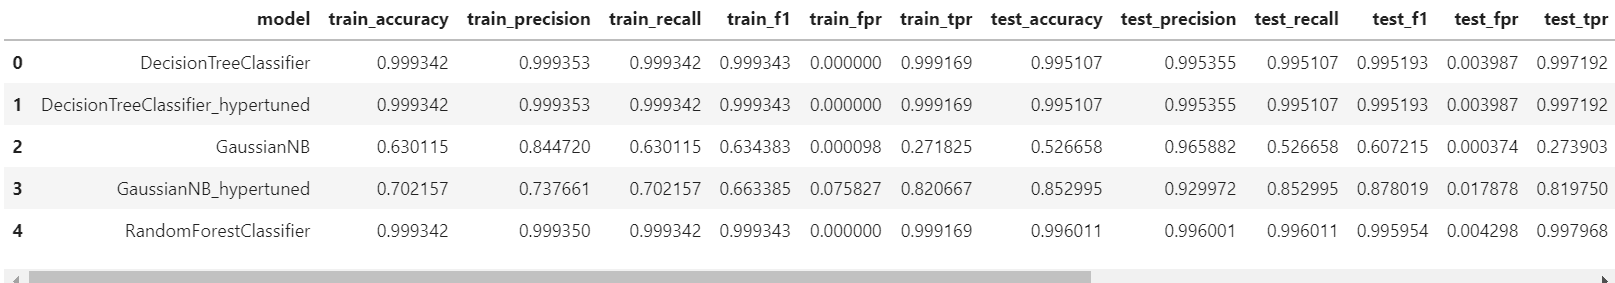 model train_accuracy train_precision train_recall train_f1 train_fpr train_tpr test_accuracy test_precision test_recall test_f1 test_fpr test_tpr
0 DecisionTreeClassifier 0.999342 0.999353 0.999342 0.999343 0.000000 0.999169 0.995107 0.995355 0.995107 0.995193 0.003987 0.997192
1 DecisionTreeClassifier_hypertuned 0.999342 0.999353 0.999342 0.999343 0.000000 0.999169 0.995107 0.995355 0.995107 0.995193 0.003987 0.997192
2 GaussianNB 0.630115 0.844720 0.630115 0.634383 0.000098 0.271825 0.526658 0.965882 0.526658 0.607215 0.000374 0.273903
3 GaussianNB_hypertuned 0.702157 0.737661 0.702157 0.663385 0.075827 0.820667 0.852995 0.929972 0.852995 0.878019 0.017878 0.819750
4 RandomForestClassifier 0.999342 0.999350 0.999342 0.999343 0.000000 0.999169 0.996011 0.996001 0.996011 0.995954 0.004298 0.997968